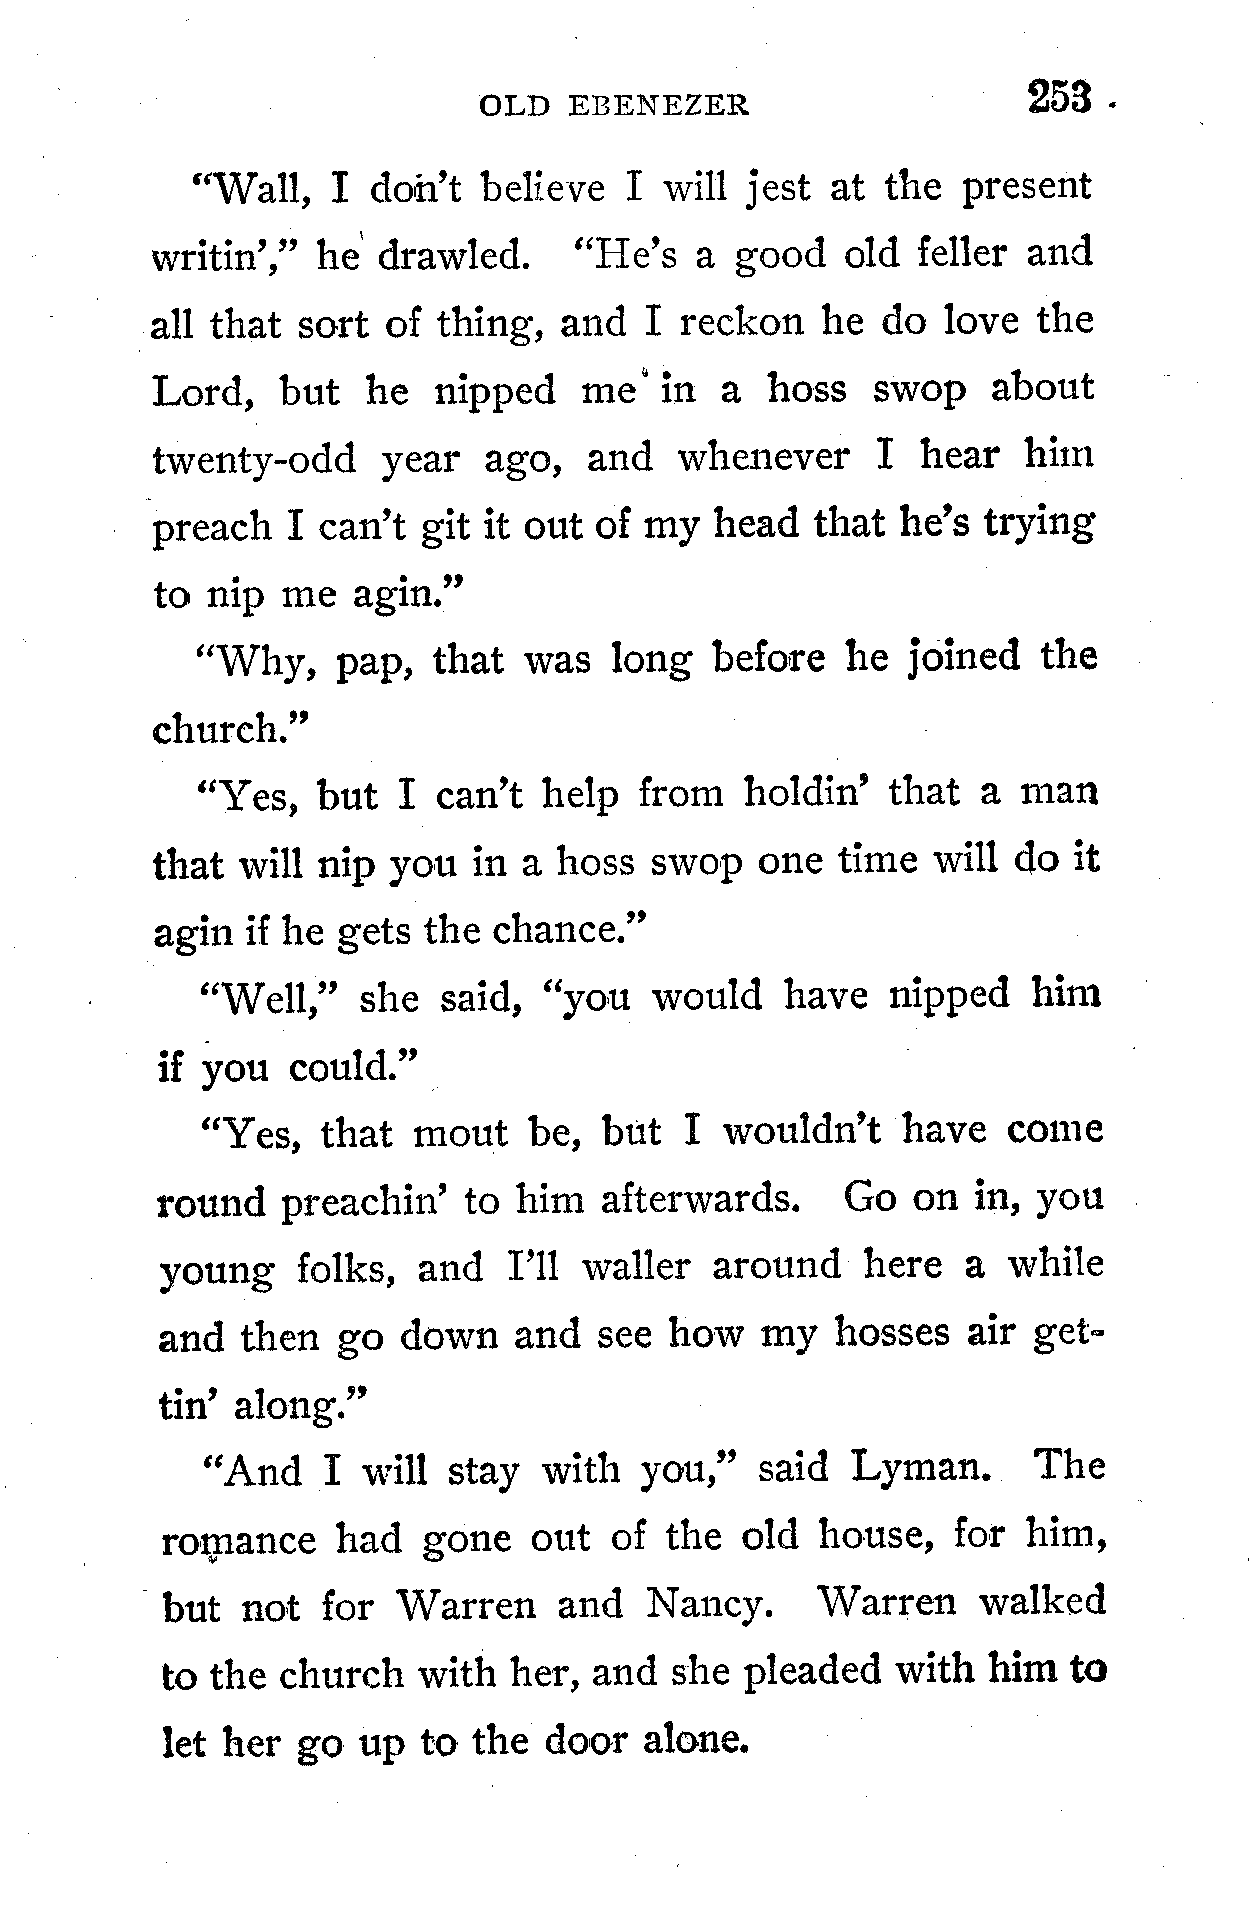 OLD EBENEZER 253
“Wall, I don’t believe I will jest at the present
writin’,” he drawled. “He’s a good old feller and
all that sort of thing, and I reckon he do love the
Lord, but he nipped me in a hoss swop about
twenty-odd year ago, and whenever I hear him
preach I can’t git it out of my head that he’s trying
to nip me agin.”
“Why, pap, that was long before he joined the
church.”
“Yes, but I can’t help from holdin’ that a man
that will nip you in a hoss swop one time will do it
agin if he gets the chance.”
“Well,” she said, “you would have nipped him
if you could.”
“Yes, that mout be, but I wouldn’t have come
round preachin’ to him afterwards. Go on in, you
young folks, and I’ll waller around here a while
and then go down and see how my hosses air get-
tin’ along.”
“And I will stay with you,” said Lyman. The
romance had gone out of the old house, for him,
but not for Warren and Nancy. Warren walked
to the church with her, and she pleaded with him to
let her go up to the door alone.